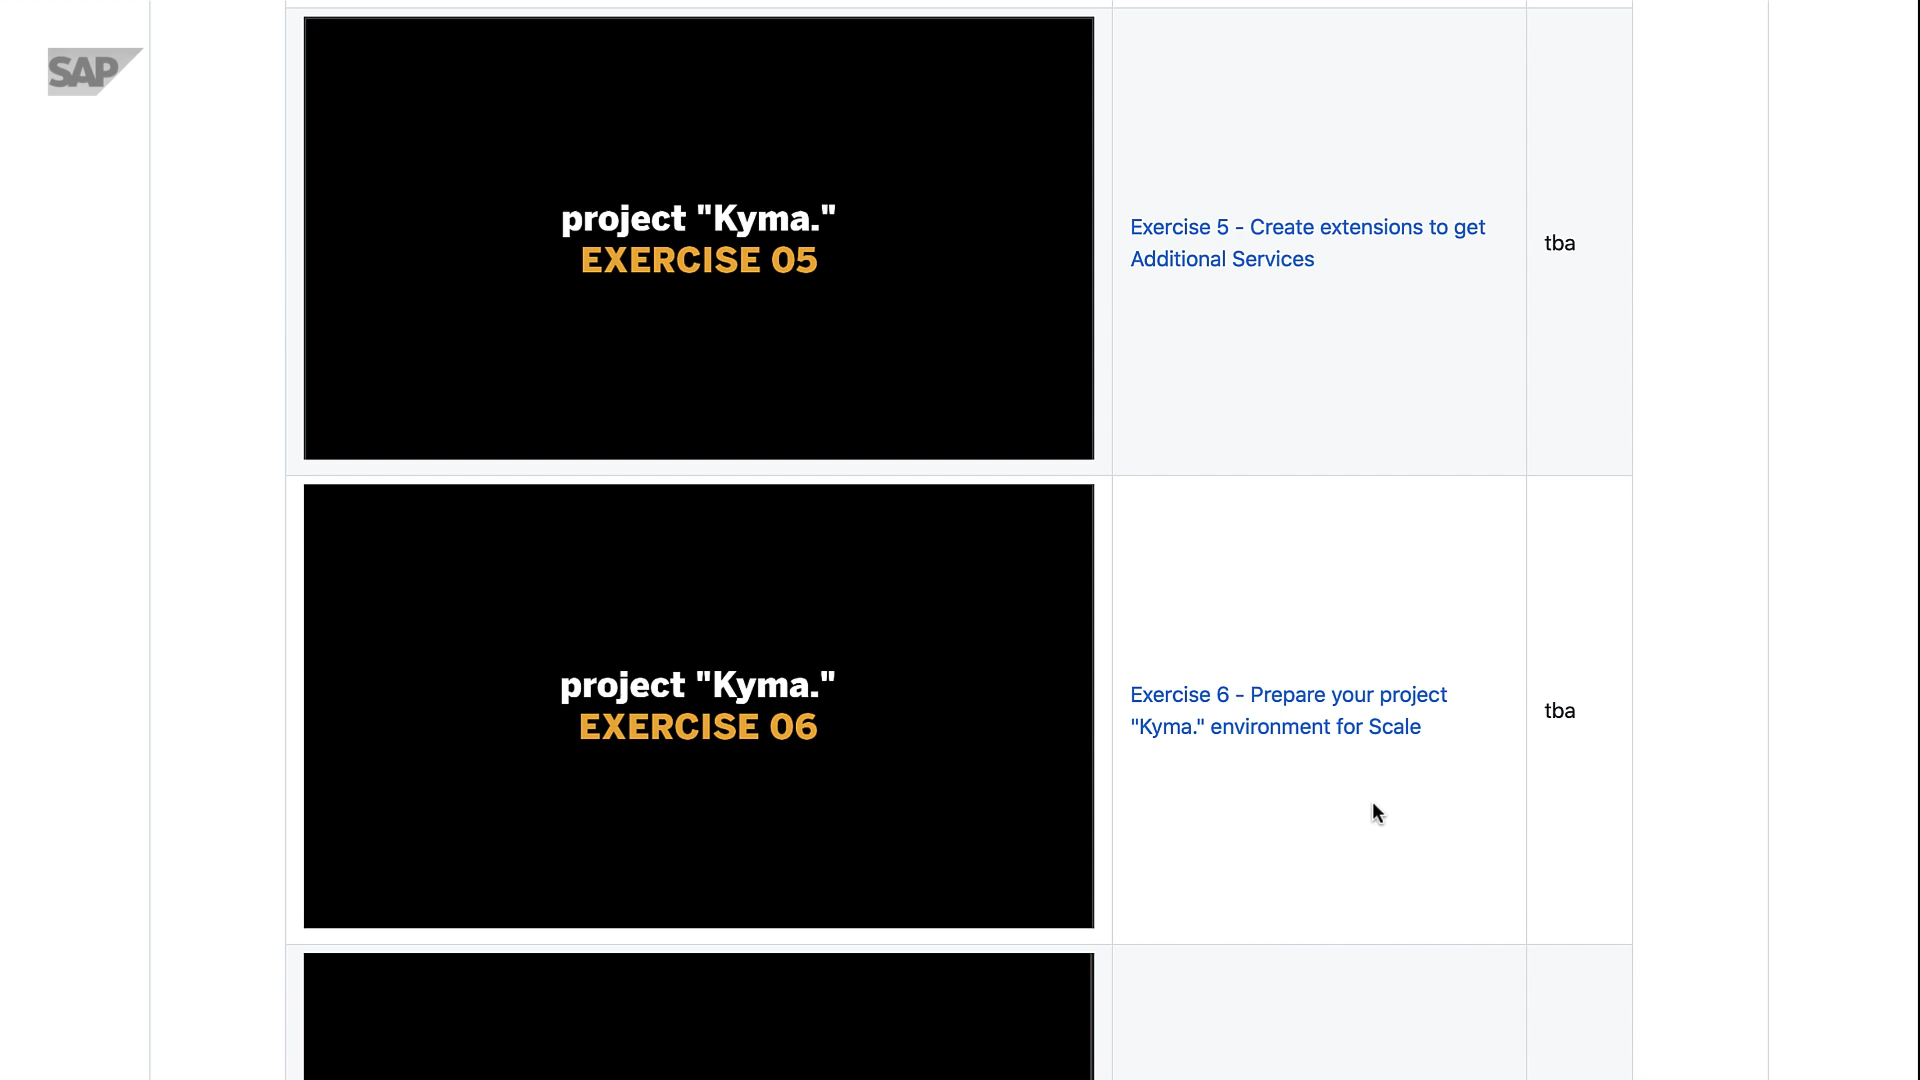 SAP
project "Kyma."
EXERCISE 05
Exercise 5 - Create extensions to get
Additional Services
tba
project "Kyma."
EXERCISE 06
Exercise 6 - Prepare your project
"Kyma." environment for Scale
tba